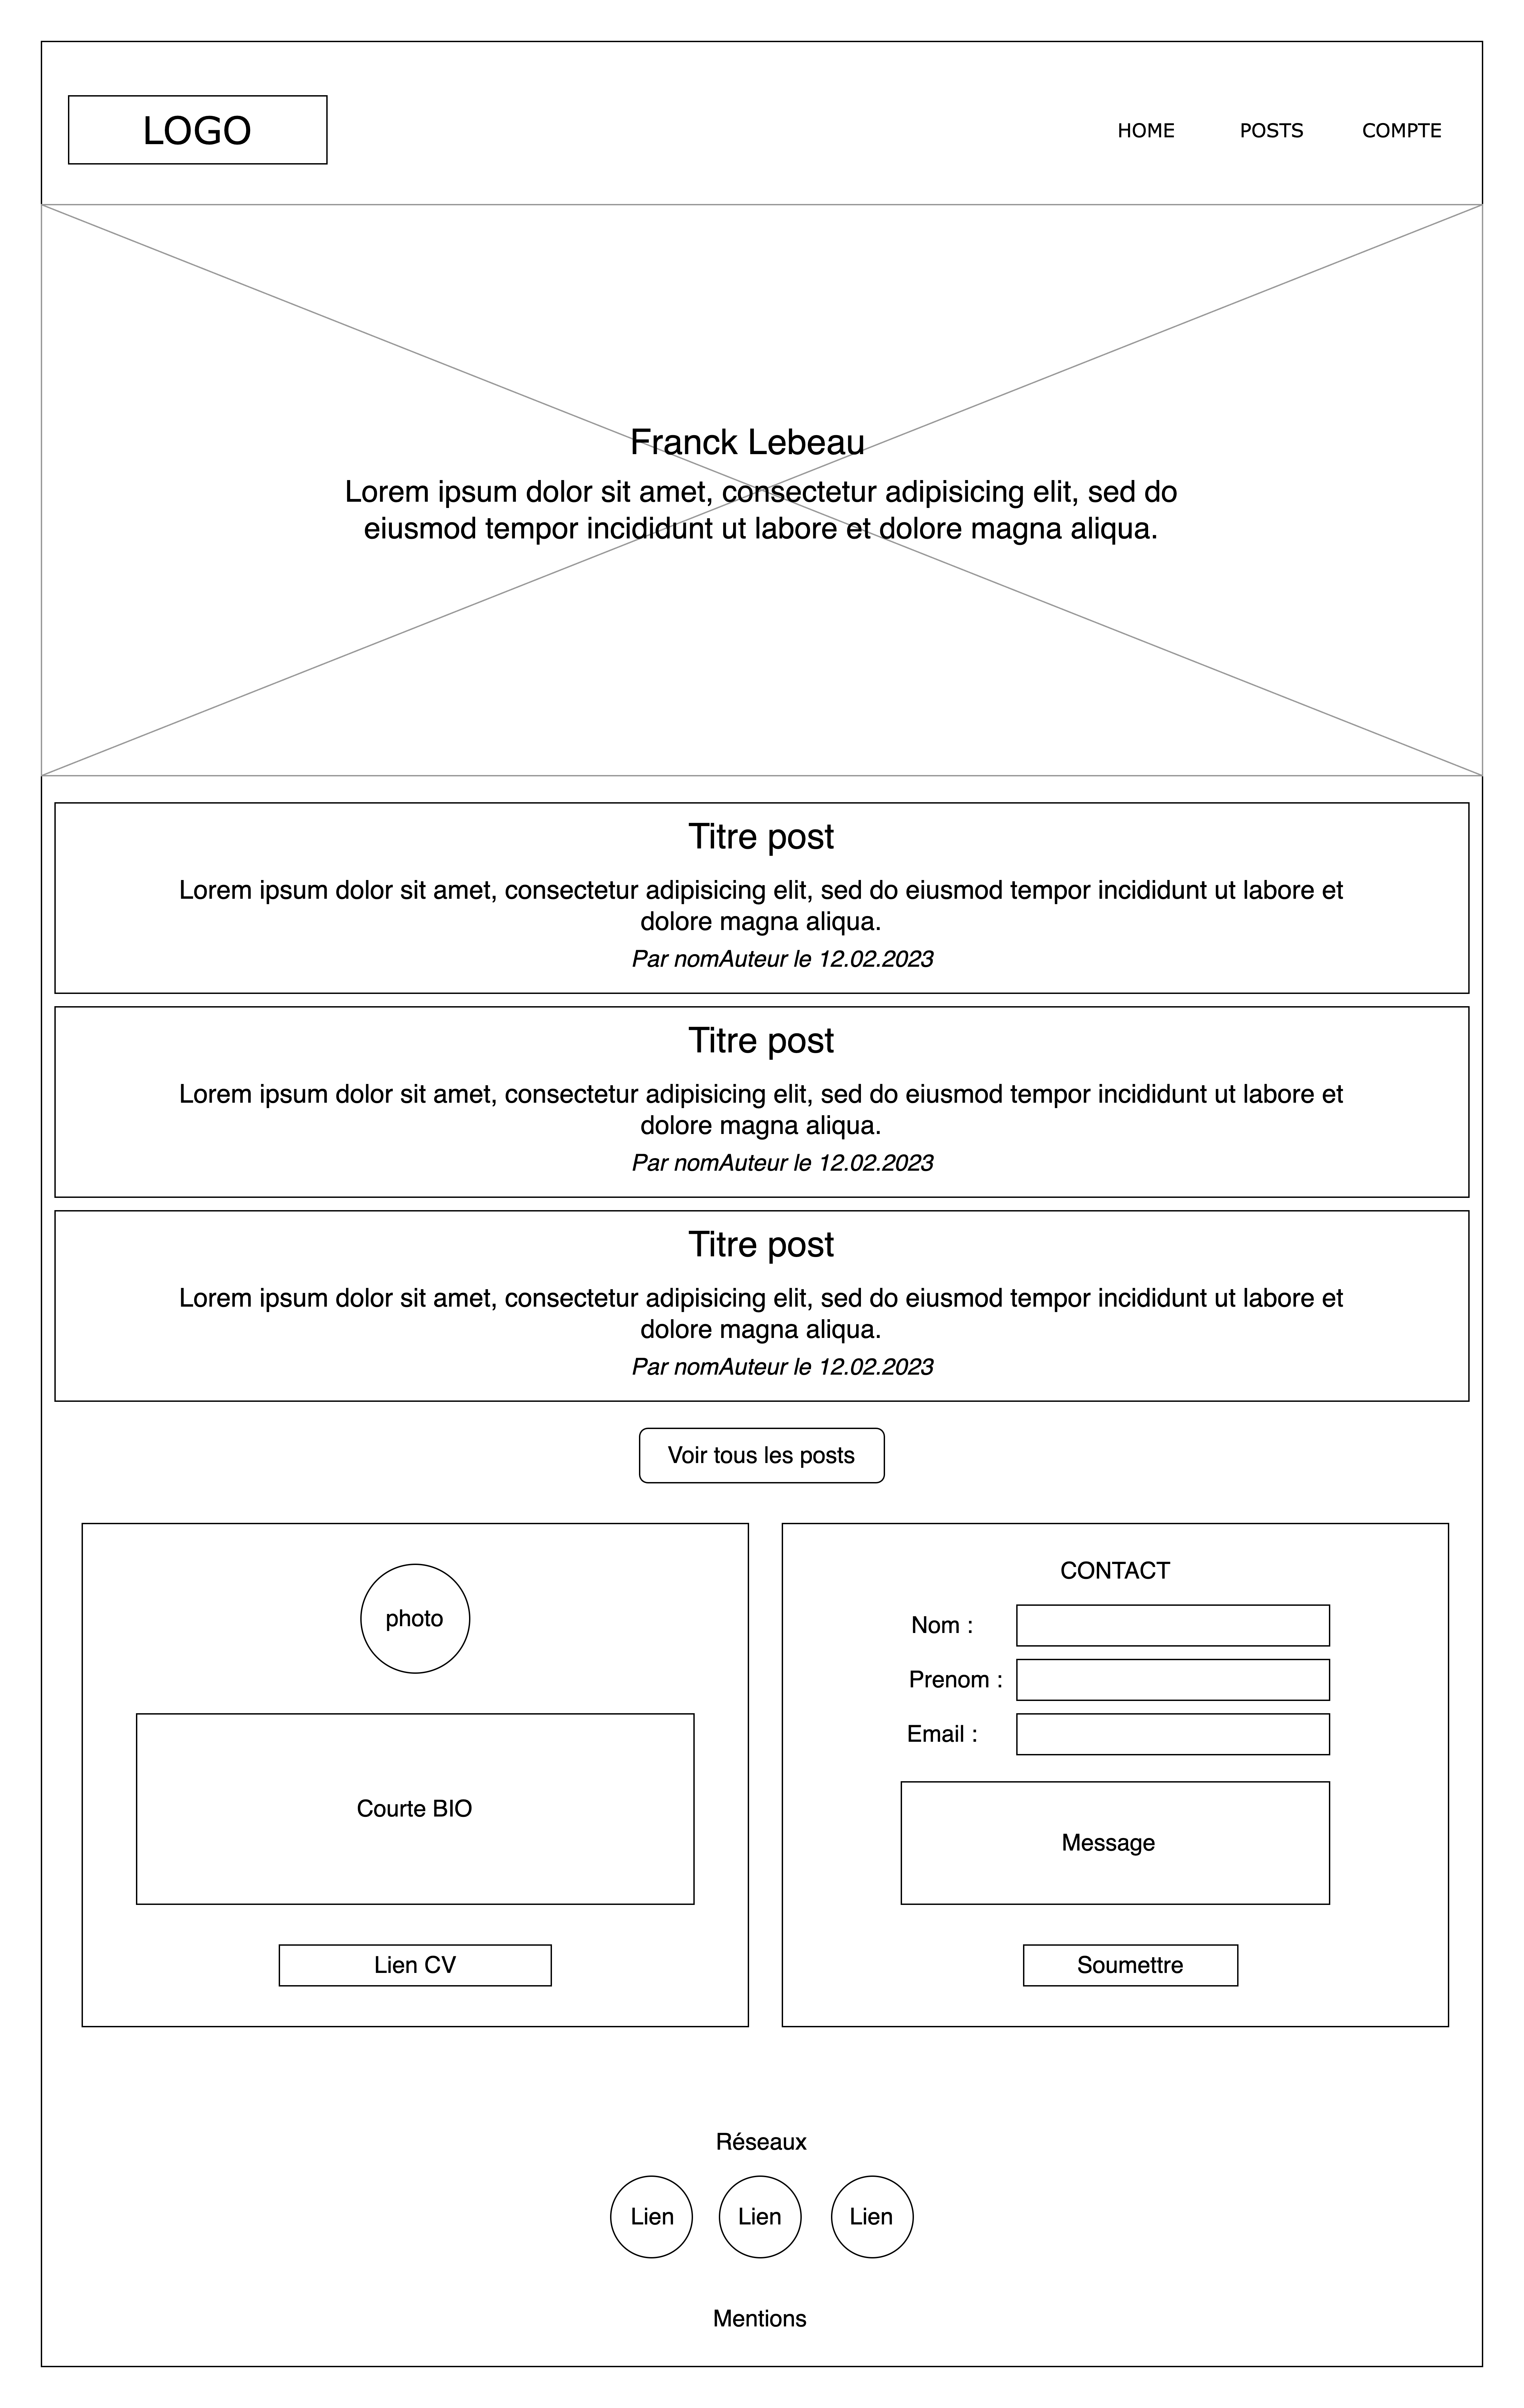 LOGO
HOME POSTS COMPTE
Franck Lebeau
Lorem ipsum dolor sit amet, consectetur adipisicing elit, sed do
eiusmod tempor incididunt ut labore et dolore magna aliqua.
Titre post
Lorem ipsum dolor sit amet, consectetur adipisicing elit, sed do eiusmod tempor incididunt ut labore et
dolore magna aliqua.
Par nomAuteur le 12.02.2023
Titre post
Lorem ipsum dolor sit amet, consectetur adipisicing elit, sed do eiusmod tempor incididunt ut labore et
dolore magna aliqua.
Par nomAuteur le 12.02.2023
Titre post
Lorem ipsum dolor sit amet, consectetur adipisicing elit, sed do eiusmod tempor incididunt ut labore et
dolore magna aliqua.
Par nomAuteur le 12.02.2023
Voir tous les posts
photo
Courte BIO
Lien CV
CONTACT
Nom :
Prenom :
Email :
Message
Soumettre
Réseaux
Lien Lien Lien
Mentions